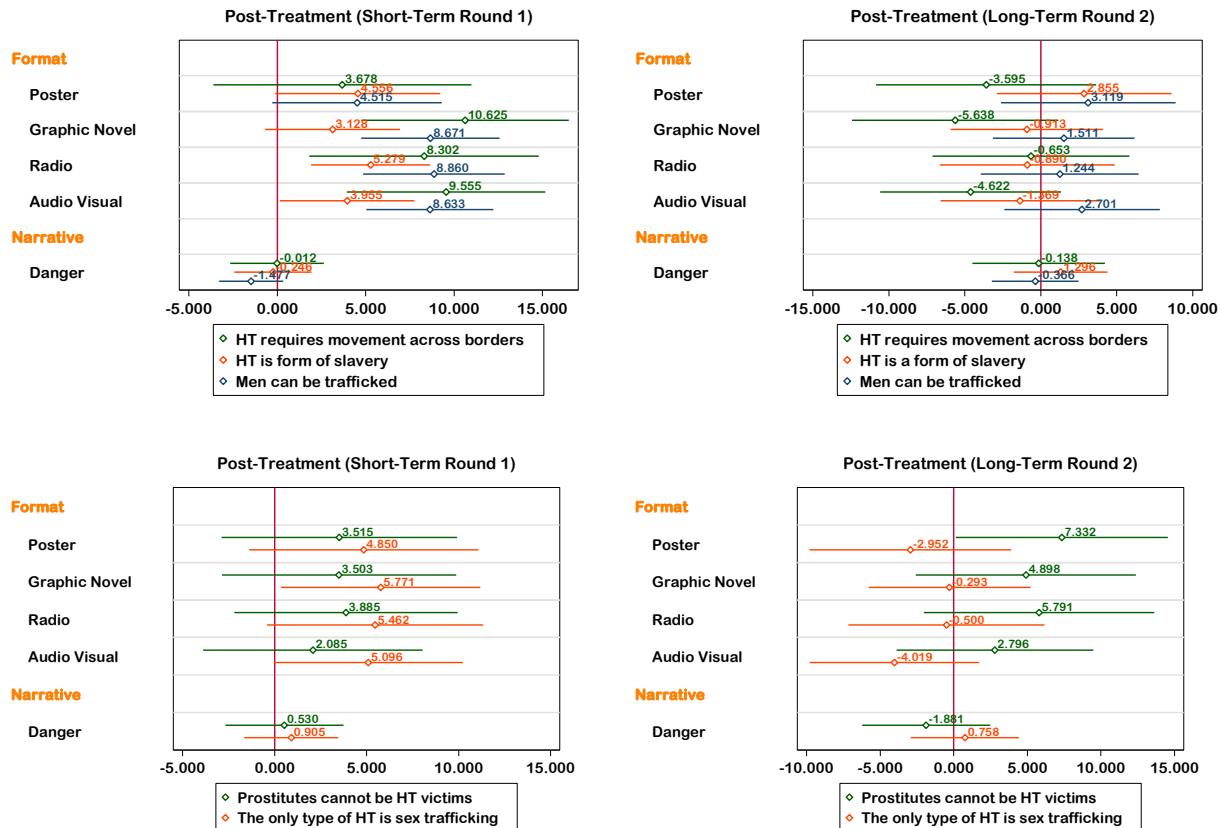 Post-Treatment (Short-Term Round 1)
Format
Poster
3.678
4.556
4.515
Graphic Novel
10.625
3.128
8.671
Radio
8.302
5.279
8.860
Audio Visual
9.555
3.955
8.633
Narrative
Danger
-0.012
-0.246
-1.477
-5.000 0.000 5.000 10.000 15.000
HT requires movement across borders
HT is form of slavery
Men can be trafficked
Post-Treatment (Long-Term Round 2)
Format
Poster
-3.595
2.855
3.119
Graphic Novel
-5.638
-0.913
1.511
Radio
-0.653
-0.890
1.244
Audio Visual
-4.622
-1.369
2.701
Narrative
Danger
-0.138
1.296
-0.366
-15.000 -10.000 -5.000 0.000 5.000 10.000
HT requires movement across borders
HT is a form of slavery
Men can be trafficked
Post-Treatment (Short-Term Round 1)
Format
Poster
3.515
4.850
Graphic Novel
3.503
5.771
Radio
3.885
5.462
Audio Visual
2.085
5.096
Narrative
Danger
0.530
0.905
-5.000 0.000 5.000 10.000 15.000
Prostitutes cannot be HT victims
The only type of HT is sex trafficking
Post-Treatment (Long-Term Round 2)
Format
Poster
7.332
-2.952
Graphic Novel
4.898
-0.293
Radio
5.791
-0.500
Audio Visual
2.796
-4.019
Narrative
Danger
-1.881
0.758
-10.000 -5.000 0.000 5.000 10.000 15.000
Prostitutes cannot be HT victims
The only type of HT is sex trafficking